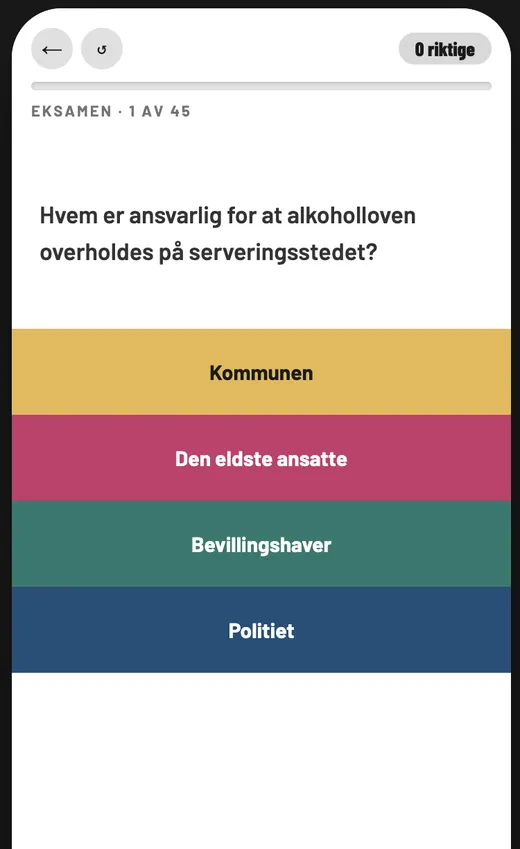 ← ↺ 0 riktige
EKSAMEN · 1 AV 45
Hvem er ansvarlig for at alkoholloven
overholdes på serveringsstedet?
Kommunen
Den eldste ansatte
Bevillingshaver
Politiet